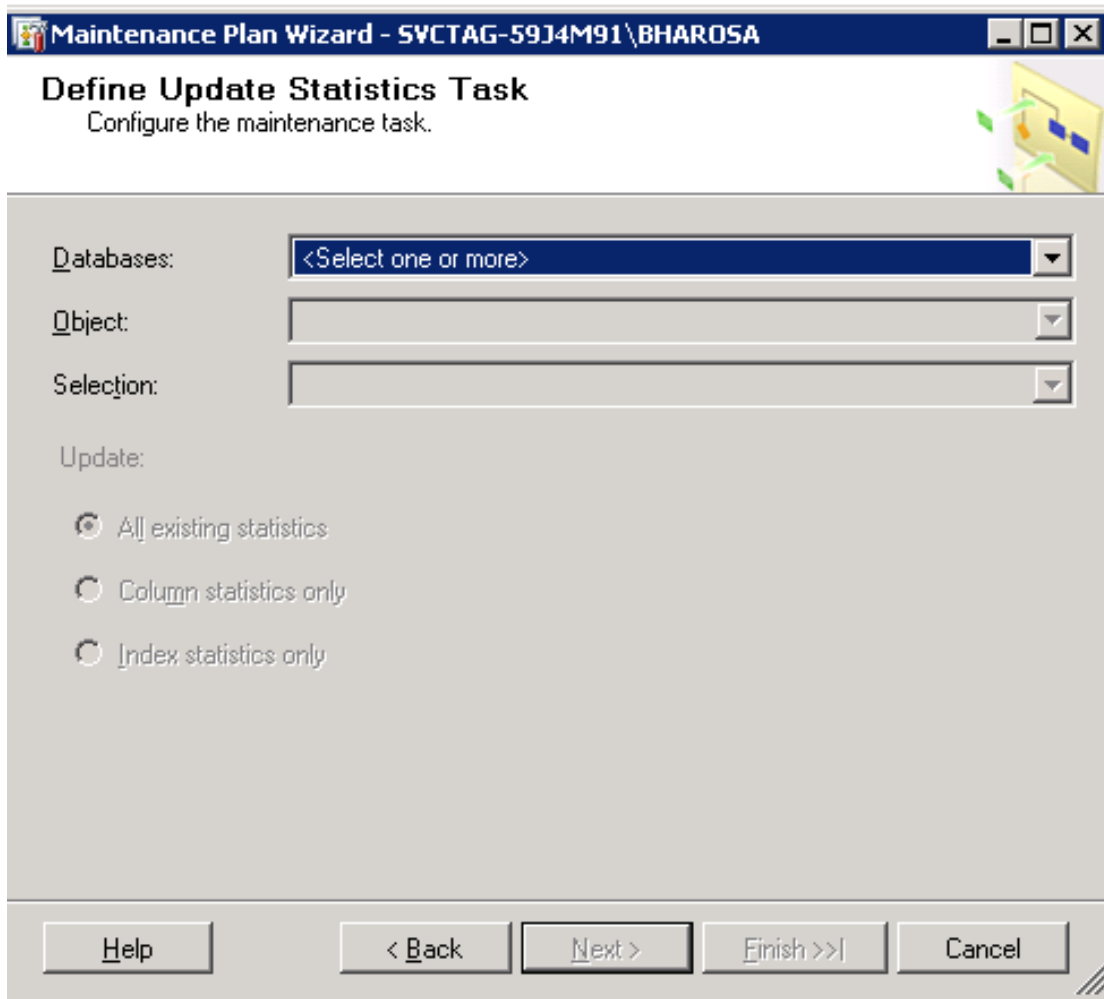 Maintenance Plan Wizard - SVCTAG-59J4M91\BHAROSA
Define Update Statistics Task
Configure the maintenance task.
Databases: <Select one or more>
Object:
Selection:
Update:
All existing statistics
Column statistics only
Index statistics only
Help < Back Next > Finish >>| Cancel